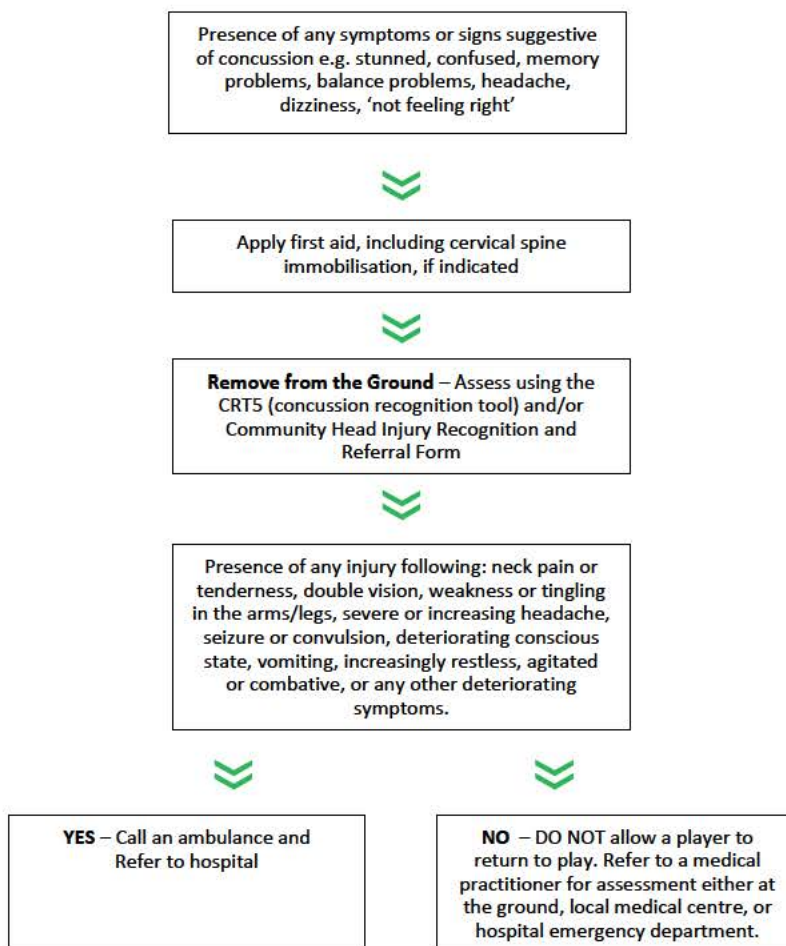 Presence of any symptoms or signs suggestive
of concussion e.g. stunned, confused, memory
problems, balance problems, headache,
dizziness, ‘not feeling right’
Apply first aid, including cervical spine
immobilisation, if indicated
Remove from the Ground – Assess using the
CRT5 (concussion recognition tool) and/or
Community Head Injury Recognition and
Referral Form
Presence of any injury following: neck pain or
tenderness, double vision, weakness or tingling
in the arms/legs, severe or increasing headache,
seizure or convulsion, deteriorating conscious
state, vomiting, increasingly restless, agitated
or combative, or any other deteriorating
symptoms.
YES – Call an ambulance and
Refer to hospital
NO – DO NOT allow a player to
return to play. Refer to a medical
practitioner for assessment either at
the ground, local medical centre, or
hospital emergency department.